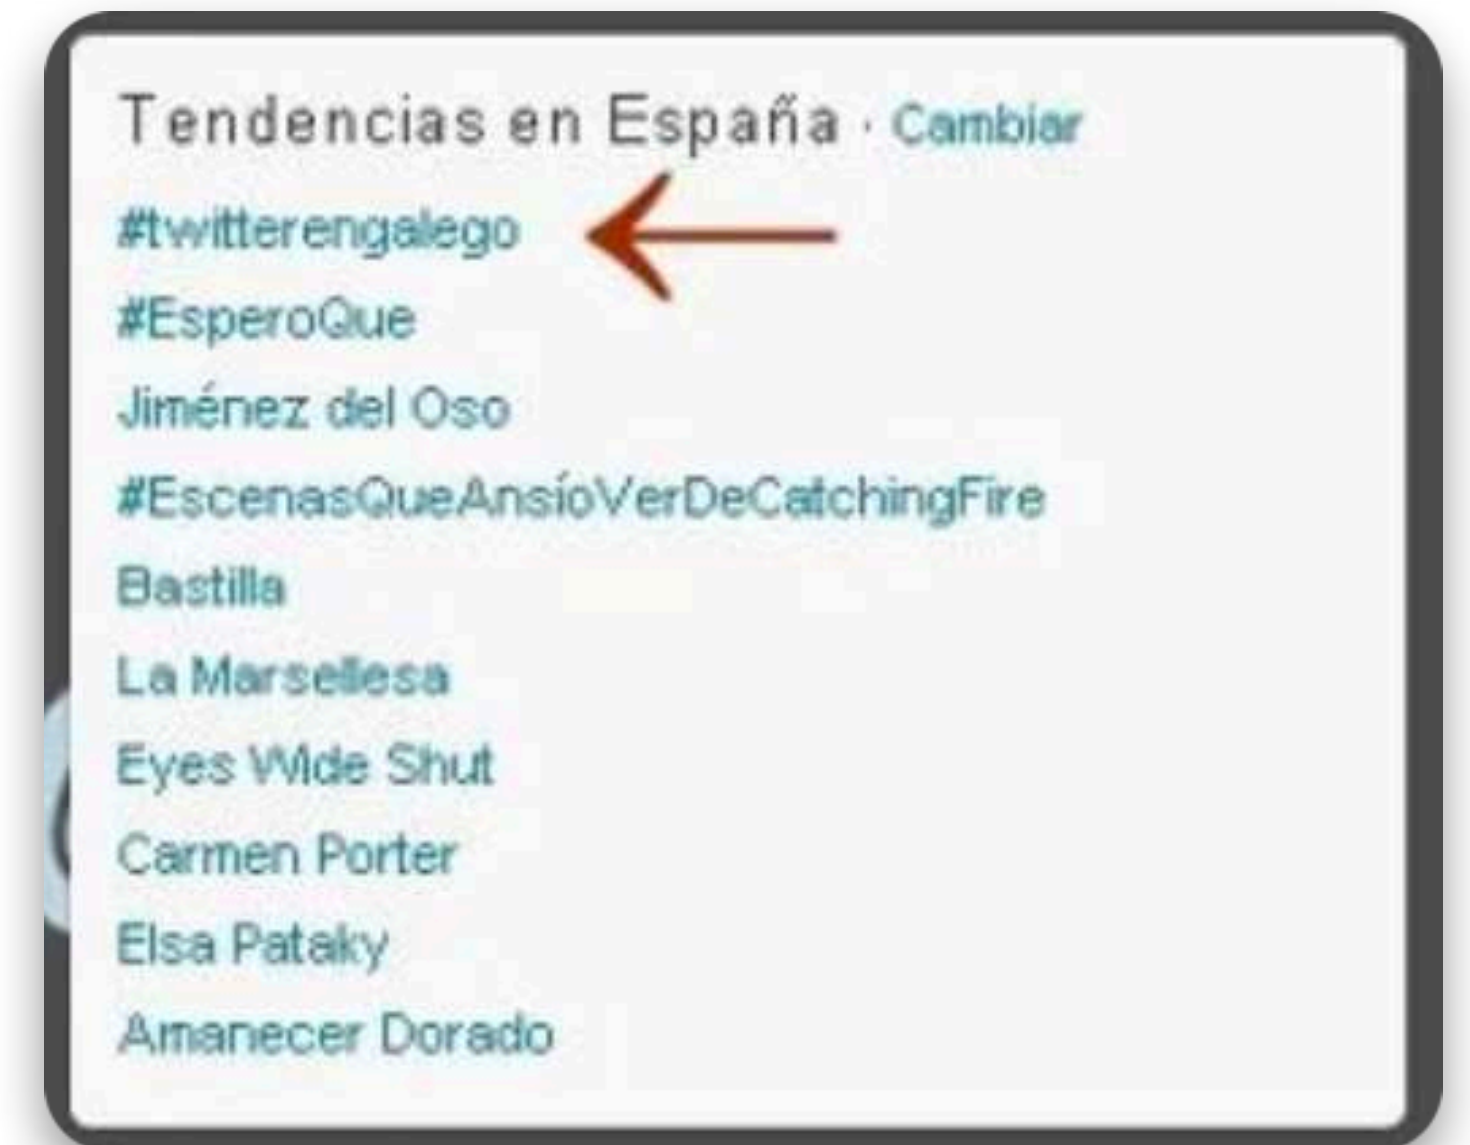 Tendencias en España · Cambiar
#twitterengalego
#EsperoQue
Jiménez del Oso
#EscenasQueAnsíoVerDeCatchingFire
Bastilla
La Marsellesa
Eyes Wide Shut
Carmen Porter
Elsa Pataky
Amanecer Dorado